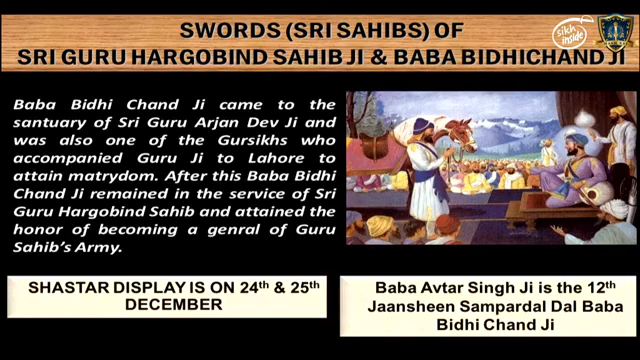 SWORDS (SRI SAHIBS) OF
SRI GURU HARGOBIND SAHIB JI & BABA BIDHICHAND JI
sikh
inside
Baba Bidhi Chand Ji came to the
santuary of Sri Guru Arjan Dev Ji and
was also one of the Gursikhs who
accompanied Guru Ji to Lahore to
attain matrydom. After this Baba Bidhi
Chand Ji remained in the service of Sri
Guru Hargobind Sahib and attained the
honor of becoming a genral of Guru
Sahib's Army.
SHASTAR DISPLAY IS ON 24th & 25th
DECEMBER
Baba Avtar Singh Ji is the 12th
Jaansheen Sampardal Dal Baba
Bidhi Chand Ji